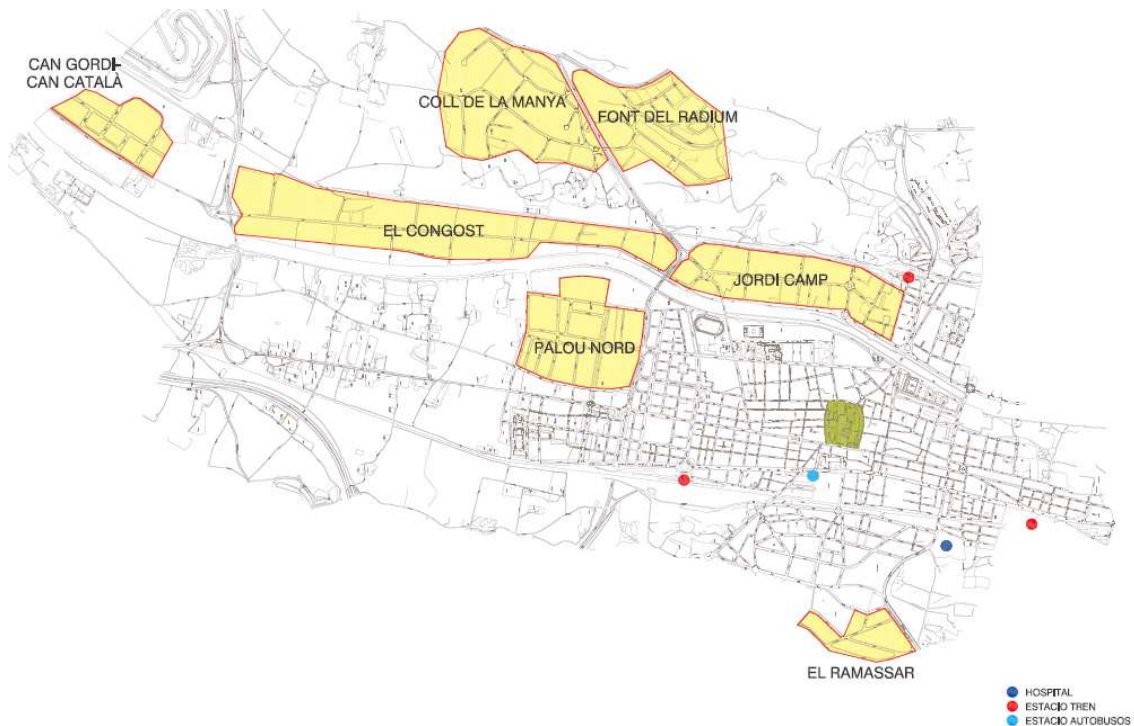 CAN GORDI-
CAN CATALÀ
COLL DE LA MANYA
FONT DEL RADIUM
EL CONGOST
JORDI CAMP
PALOU NORD
EL RAMASSAR
HOSPITAL
ESTACIO TREN
ESTACIO AUTOBUSOS